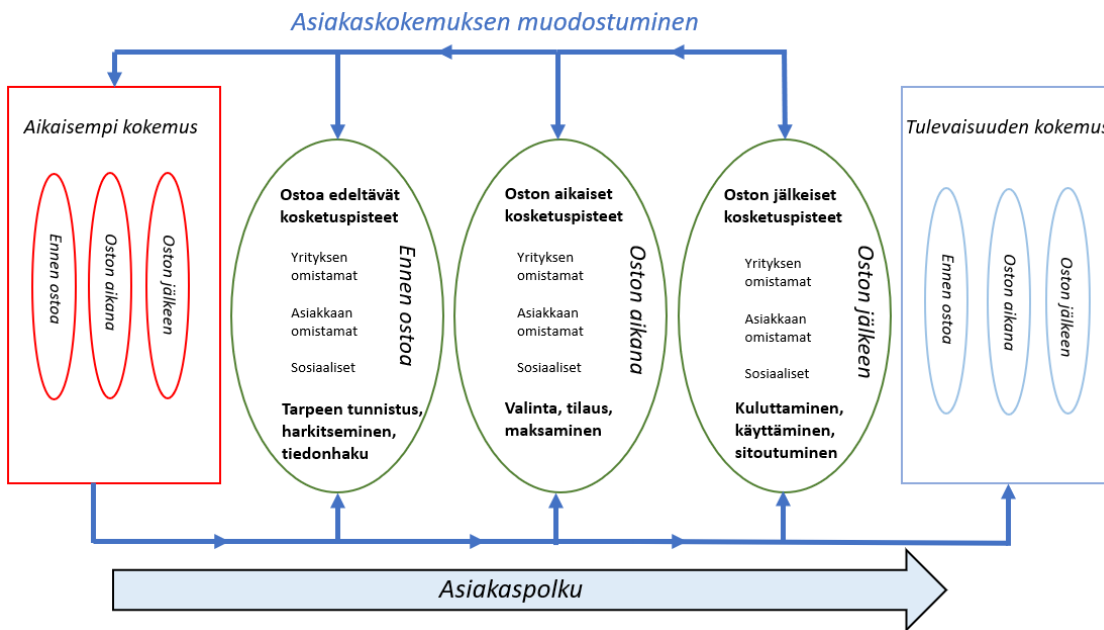 Asiakaskokemuksen muodostuminen
Aikaisempi kokemus
Ennen ostoa
Oston aikana
Oston jälkeen
Ostoa edeltävät
kosketuspisteet
Yrityksen
omistamat
Asiakkaan
omistamat
Sosiaaliset
Tarpeen tunnistus,
harkitseminen,
tiedonhaku
Ennen ostoa
Oston aikaiset
kosketuspisteet
Yrityksen
omistamat
Asiakkaan
omistamat
Sosiaaliset
Valinta, tilaus,
maksaminen
Oston aikana
Oston jälkeiset
kosketuspisteet
Yrityksen
omistamat
Asiakkaan
omistamat
Sosiaaliset
Kuluttaminen,
käyttäminen,
sitoutuminen
Oston jälkeen
Tulevaisuuden kokemus
Ennen ostoa
Oston aikana
Oston jälkeen
Asiakaspolku